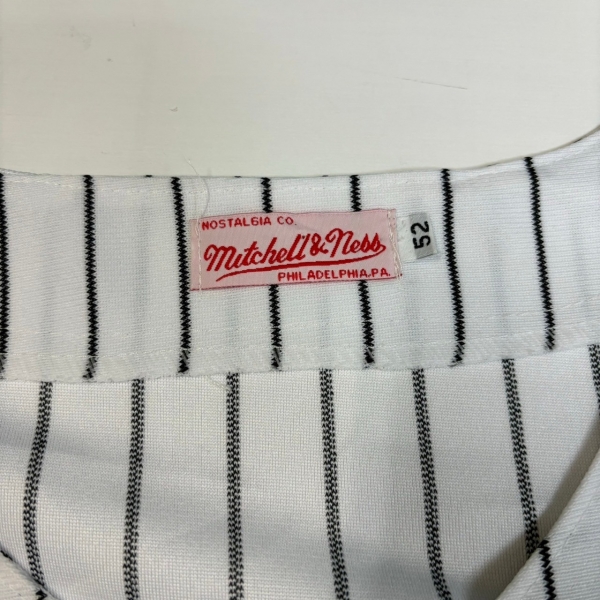 NOSTALGIA CO.
Mitchell & Ness
PHILADELPHIA, PA.
52